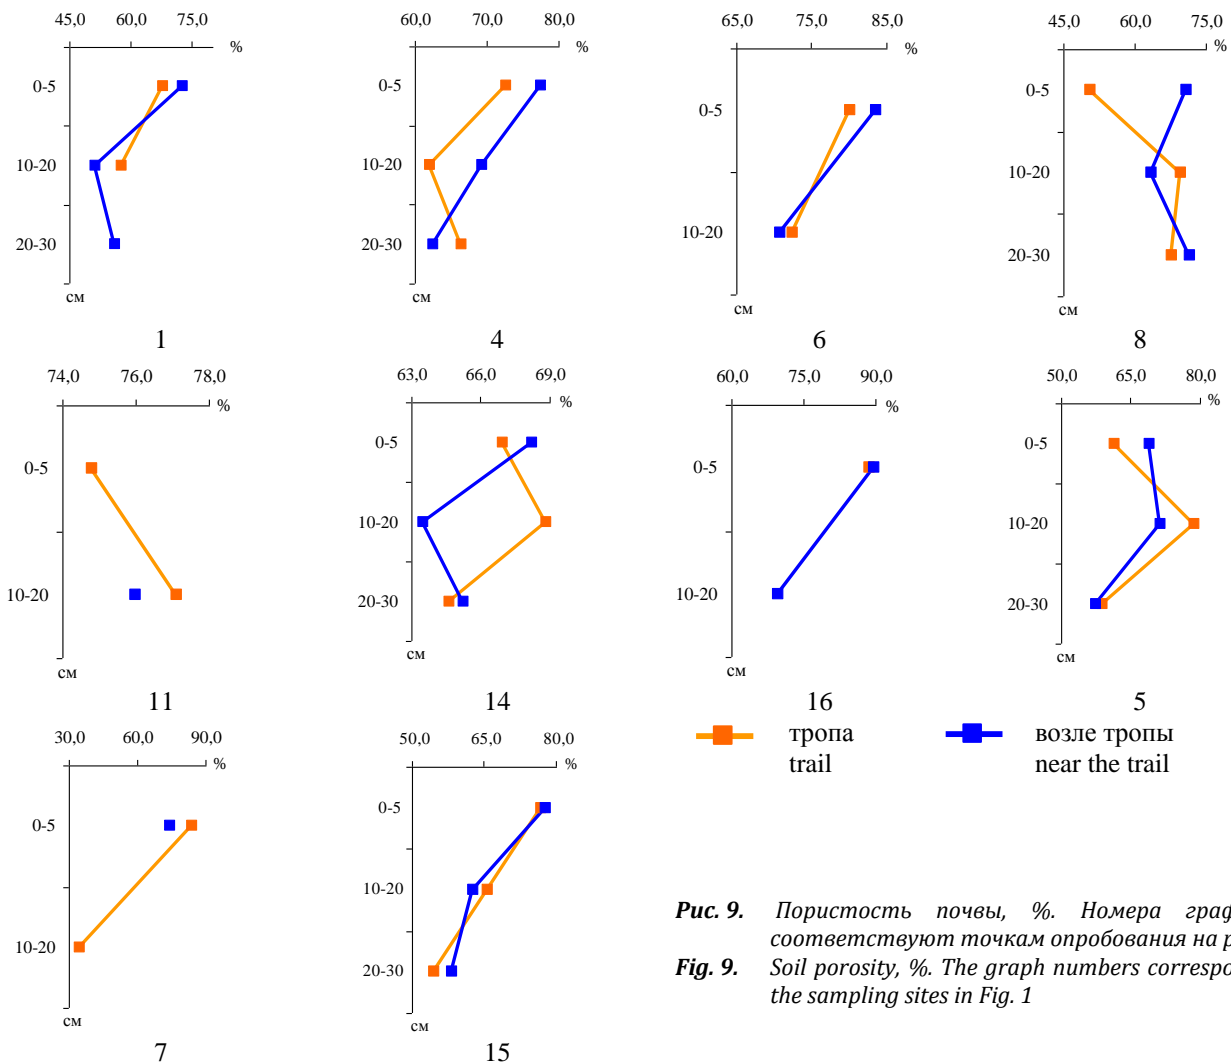 45,0 60,0 75,0
%
0-5
10-20
20-30
см
1
60,0 70,0 80,0
%
0-5
10-20
20-30
см
4
65,0 75,0 85,0
%
0-5
10-20
см
6
45,0 60,0 75,0
%
0-5
10-20
20-30
см
8
74,0 76,0 78,0
%
0-5
10-20
см
11
63,0 66,0 69,0
%
0-5
10-20
20-30
см
14
60,0 75,0 90,0
%
0-5
10-20
см
16
50,0 65,0 80,0
%
0-5
10-20
20-30
см
5
30,0 60,0 90,0
%
0-5
10-20
см
7
50,0 65,0 80,0
%
0-5
10-20
20-30
см
15
тропа
trail
возле тропы
near the trail
Рис. 9. Пористость почвы, %. Номера граф
соответствуют точкам опробования на р
Fig. 9. Soil porosity, %. The graph numbers correspo
the sampling sites in Fig. 1